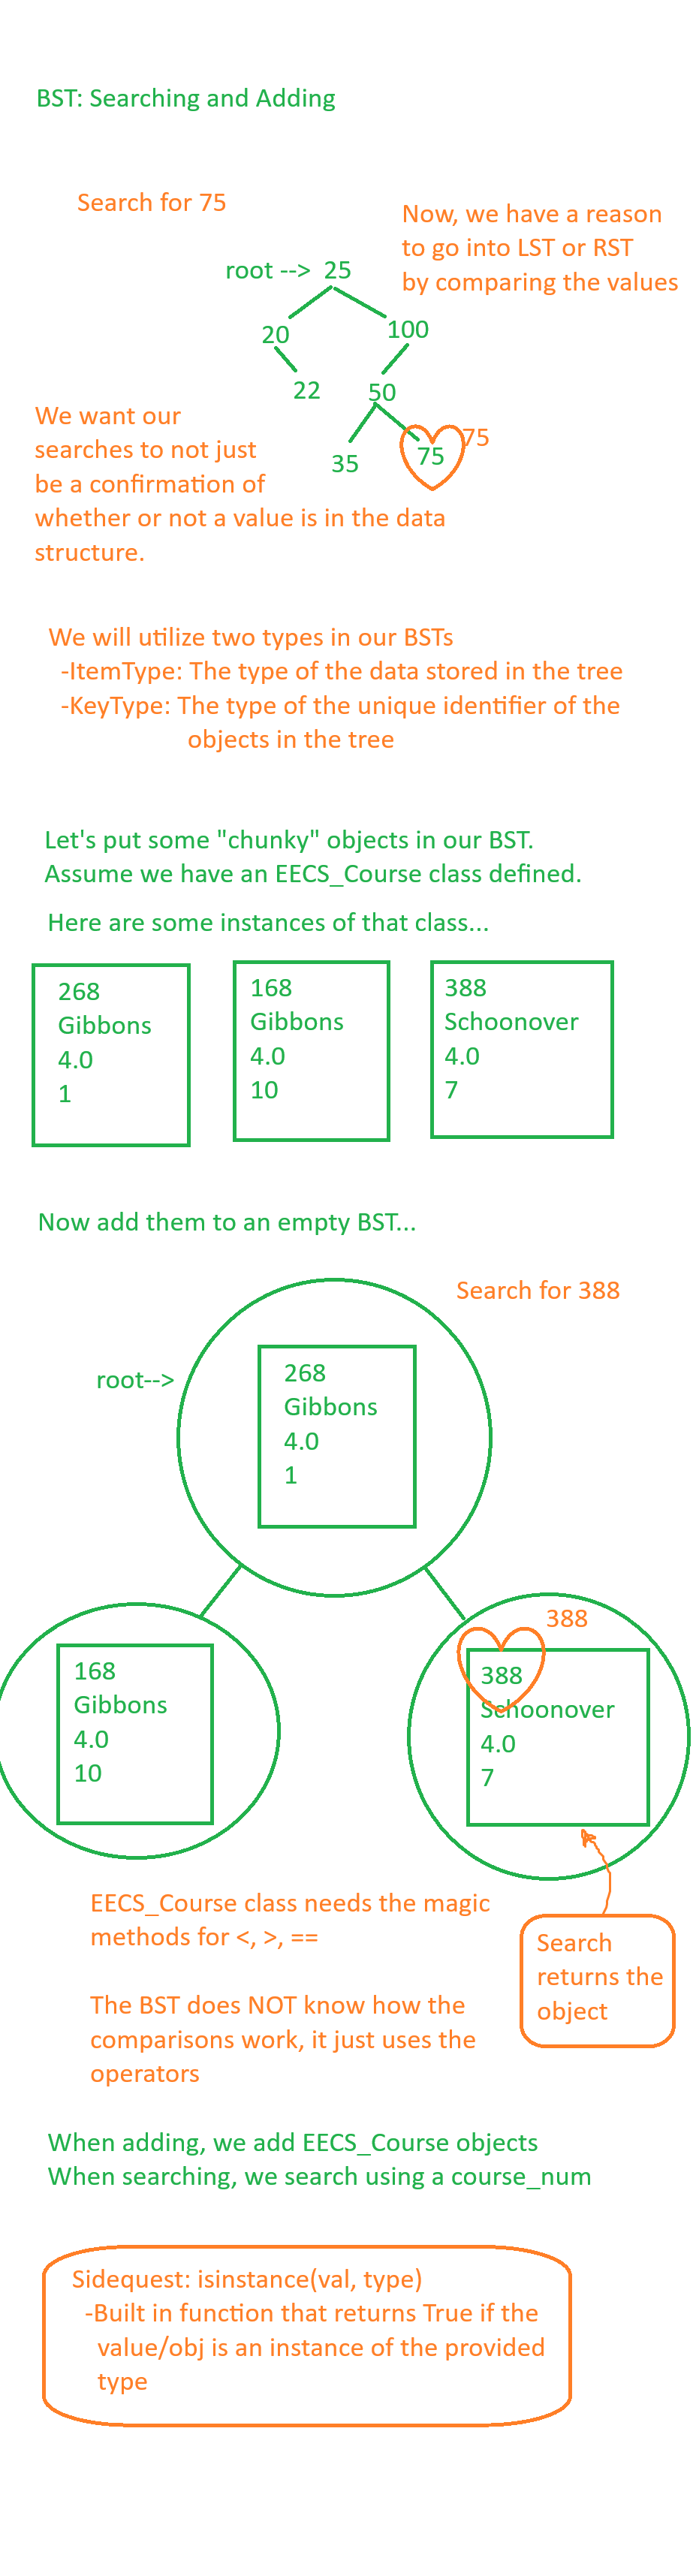 BST: Searching and Adding
Search for 75
Now, we have a reason
to go into LST or RST
by comparing the values
root --> 25
20
100
22
50
35
75
75
We want our
searches to not just
be a confirmation of
whether or not a value is in the data
structure.
We will utilize two types in our BSTs
-ItemType: The type of the data stored in the tree
-KeyType: The type of the unique identifier of the
objects in the tree
Let's put some "chunky" objects in our BST.
Assume we have an EECS_Course class defined.
Here are some instances of that class...
268
Gibbons
4.0
1
168
Gibbons
4.0
10
388
Schoonover
4.0
7
Now add them to an empty BST...
Search for 388
root-->
268
Gibbons
4.0
1
168
Gibbons
4.0
10
388
388
Schoonover
4.0
7
EECS_Course class needs the magic
methods for <, >, ==
The BST does NOT know how the
comparisons work, it just uses the
operators
Search
returns the
object
When adding, we add EECS_Course objects
When searching, we search using a course_num
Sidequest: isinstance(val, type)
-Built in function that returns True if the
value/obj is an instance of the provided
type